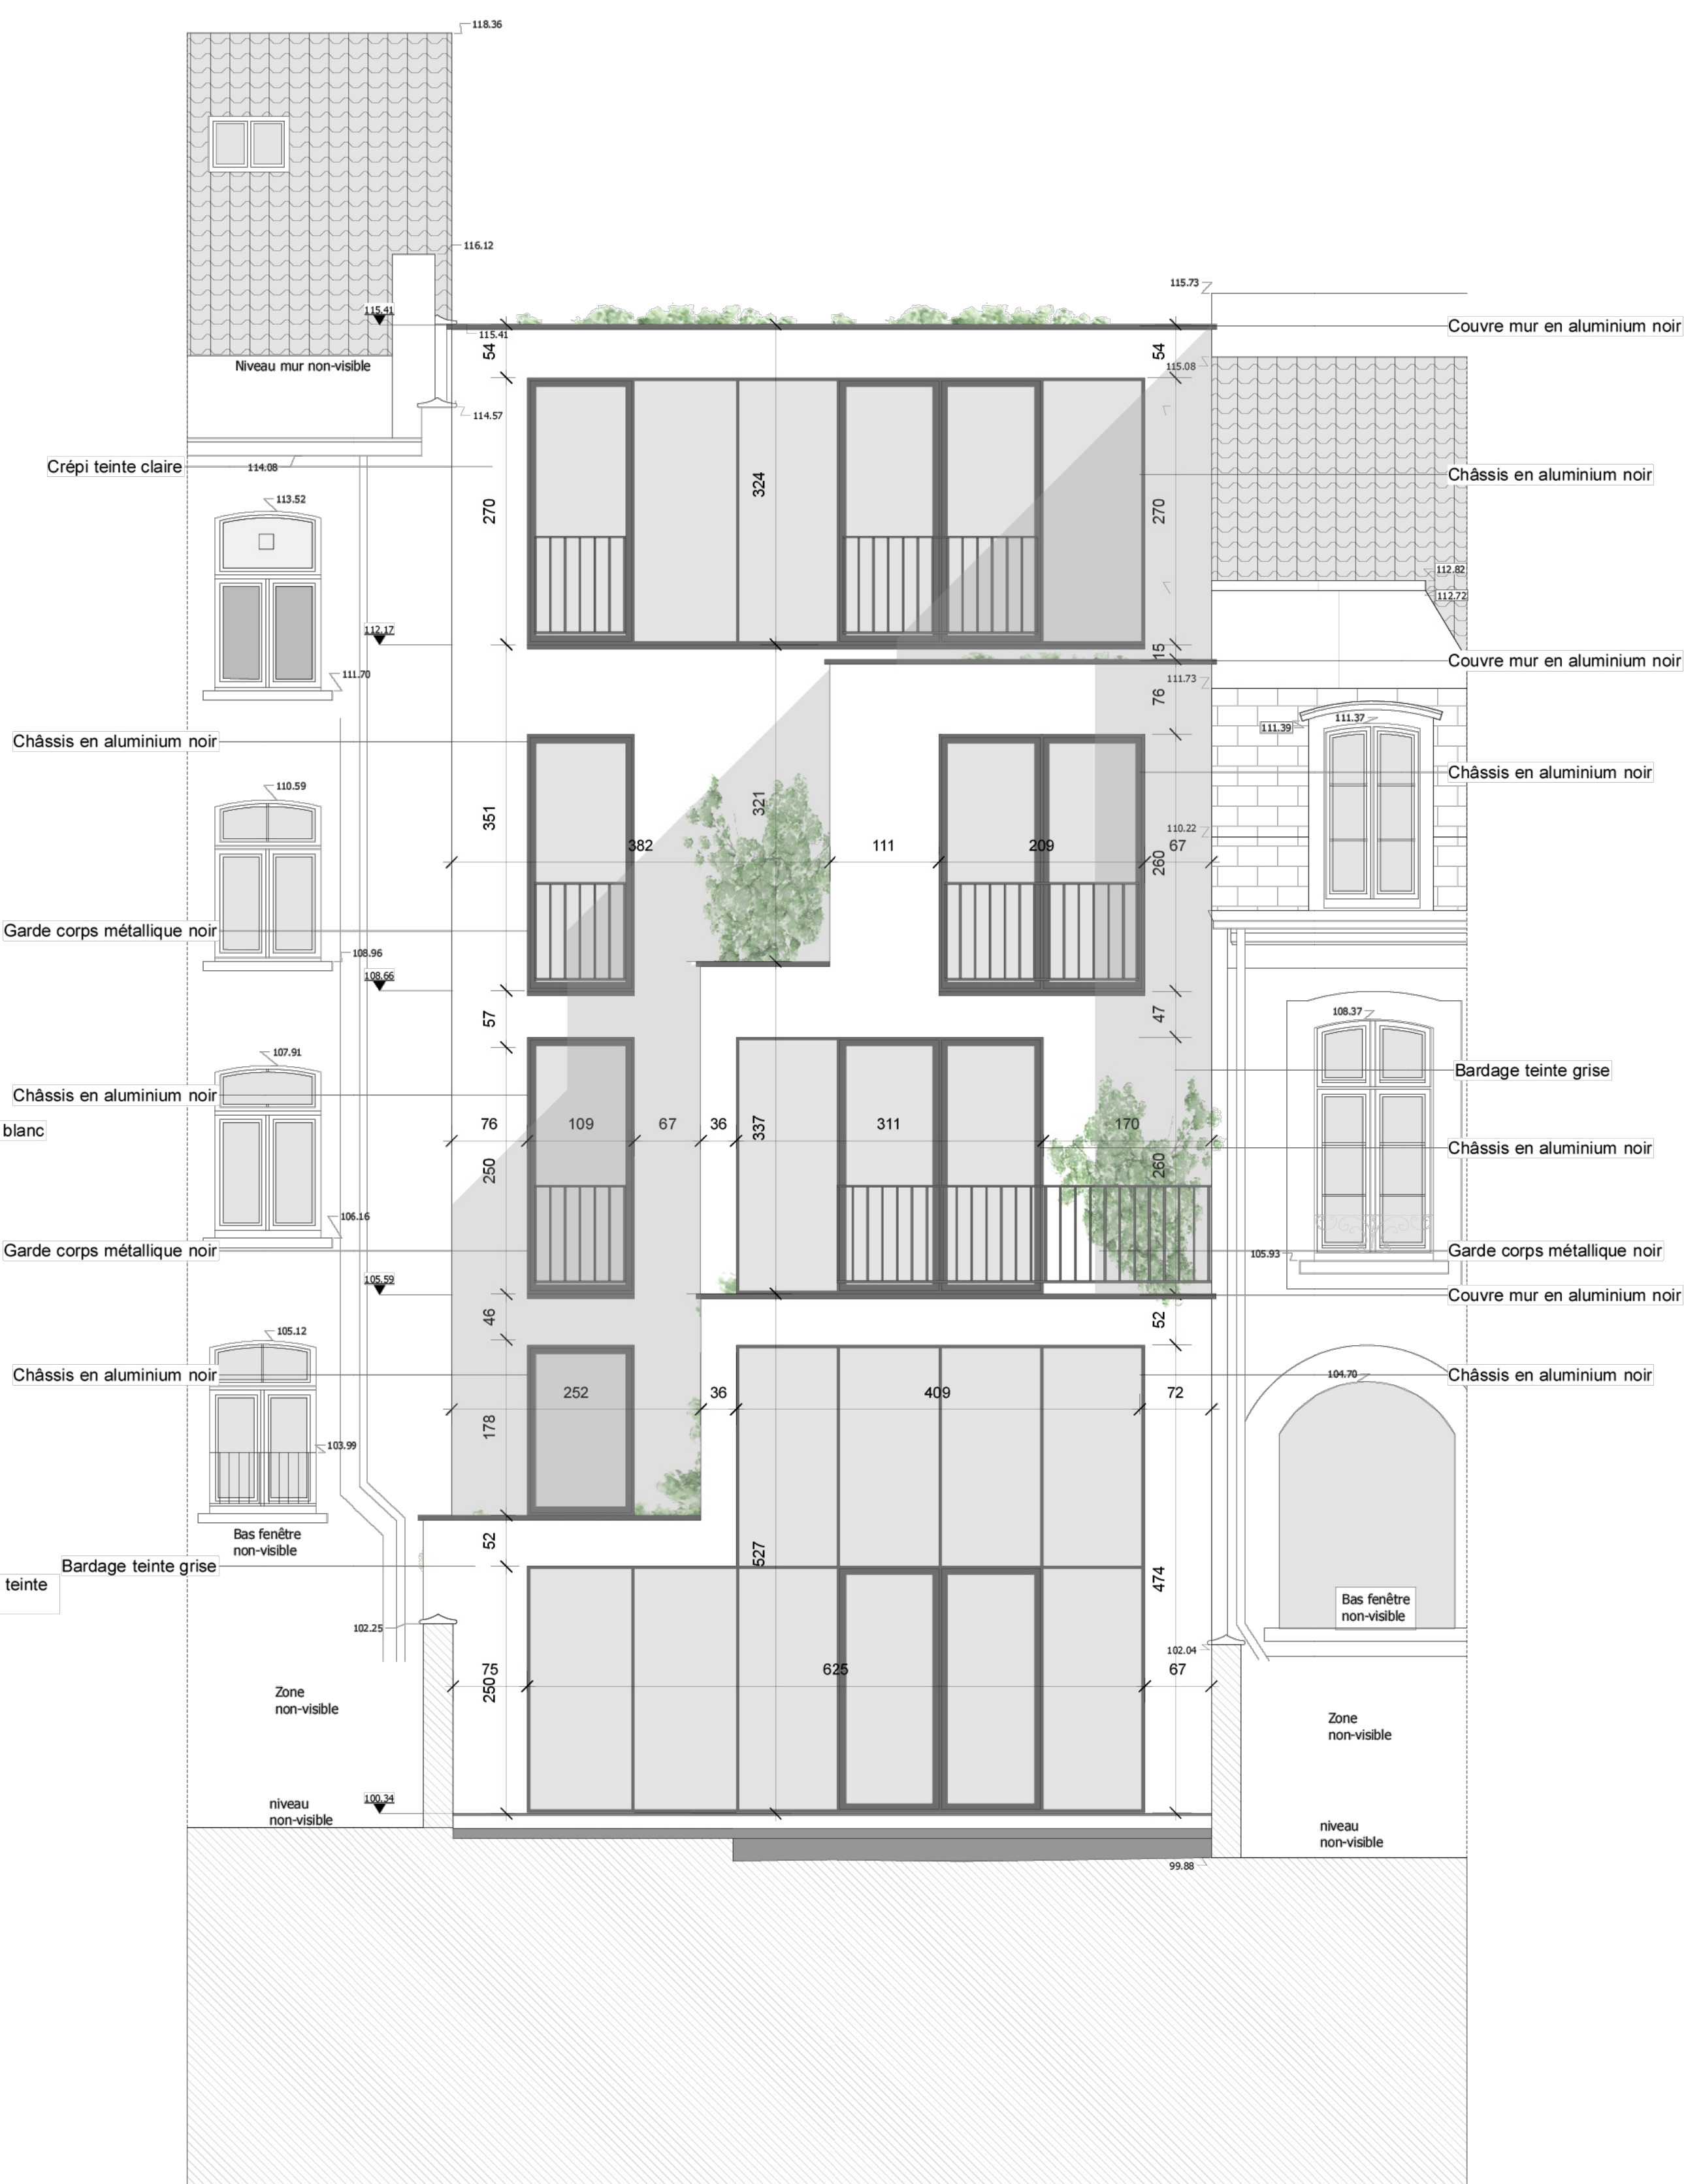 118.36
116.12
115.73
115.41
115.41
Couvre mur en aluminium noir
54
54
115.08
Niveau mur non-visible
114.57
Crépi teinte claire
114.08
Châssis en aluminium noir
324
113.52
270
270
112.82
112.72
112.17
15
Couvre mur en aluminium noir
111.70
111.73
76
111.37
111.39
Châssis en aluminium noir
Châssis en aluminium noir
110.59
321
351
110.22
382
111
209
67
260
Garde corps métallique noir
108.96
108.66
57
47
108.37
107.91
Bardage teinte grise
Châssis en aluminium noir
blanc
76
109
67
36
337
311
170
Châssis en aluminium noir
250
260
106.16
Garde corps métallique noir
105.93
Garde corps métallique noir
105.59
Couvre mur en aluminium noir
46
52
105.12
Châssis en aluminium noir
104.70
Châssis en aluminium noir
252
36
409
72
178
103.99
Bas fenêtre
non-visible
52
527
Bardage teinte grise
474
teinte
Bas fenêtre
non-visible
102.25
102.04
75
625
67
250
Zone
non-visible
Zone
non-visible
100.34
niveau
non-visible
niveau
non-visible
99.88